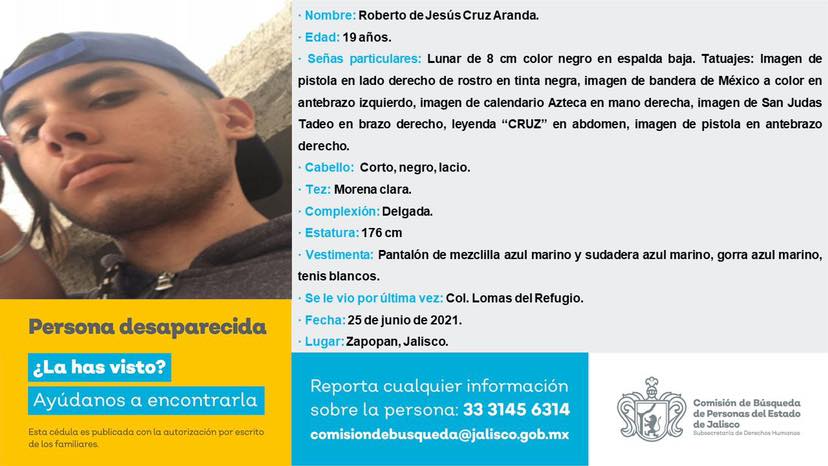 · Nombre: Roberto de Jesús Cruz Aranda.
· Edad: 19 años.
· Señas particulares: Lunar de 8 cm color negro en espalda baja. Tatuajes: Imagen de
pistola en lado derecho de rostro en tinta negra, imagen de bandera de México a color en
antebrazo izquierdo, imagen de calendario Azteca en mano derecha, imagen de San Judas
Tadeo en brazo derecho, leyenda “CRUZ” en abdomen, imagen de pistola en antebrazo
derecho.
· Cabello: Corto, negro, lacio.
· Tez: Morena clara.
· Complexión: Delgada.
· Estatura: 176 cm
· Vestimenta: Pantalón de mezclilla azul marino y sudadera azul marino, gorra azul marino,
tenis blancos.
· Se le vio por última vez: Col. Lomas del Refugio.
· Fecha: 25 de junio de 2021.
· Lugar: Zapopan, Jalisco.
Persona desaparecida
¿La has visto?
Ayúdanos a encontrarla
Esta cédula es publicada con la autorización por escrito
de los familiares.
Reporta cualquier información
sobre la persona: 33 3145 6314
comisiondebusqueda@jalisco.gob.mx
Comisión de Búsqueda
de Personas del Estado
de Jalisco
Subsecretaría de Derechos Humanos